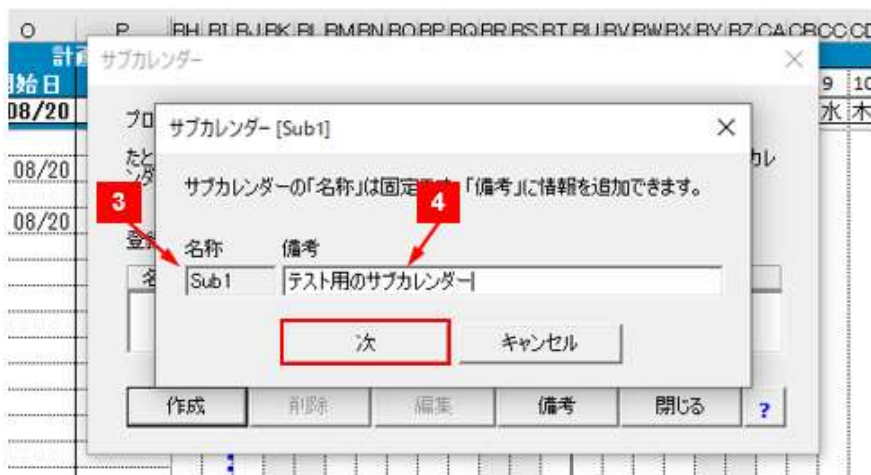 O P BH BI BJ BK BL BM BN BO BP BQ BR BS BT BU BV BW BX BY BZ CA CB CC CD
計画
開始日
9 10
08/20
水 木
08/20
08/20
サブカレンダー
プロ
たと カレ
ンダ
登
名
サブカレンダー [Sub1]
サブカレンダーの「名称」は固定です。「備考」に情報を追加できます。
3 4
名称 備考
Sub1 テスト用のサブカレンダー
次 キャンセル
作成 削除 編集 備考 閉じる ?